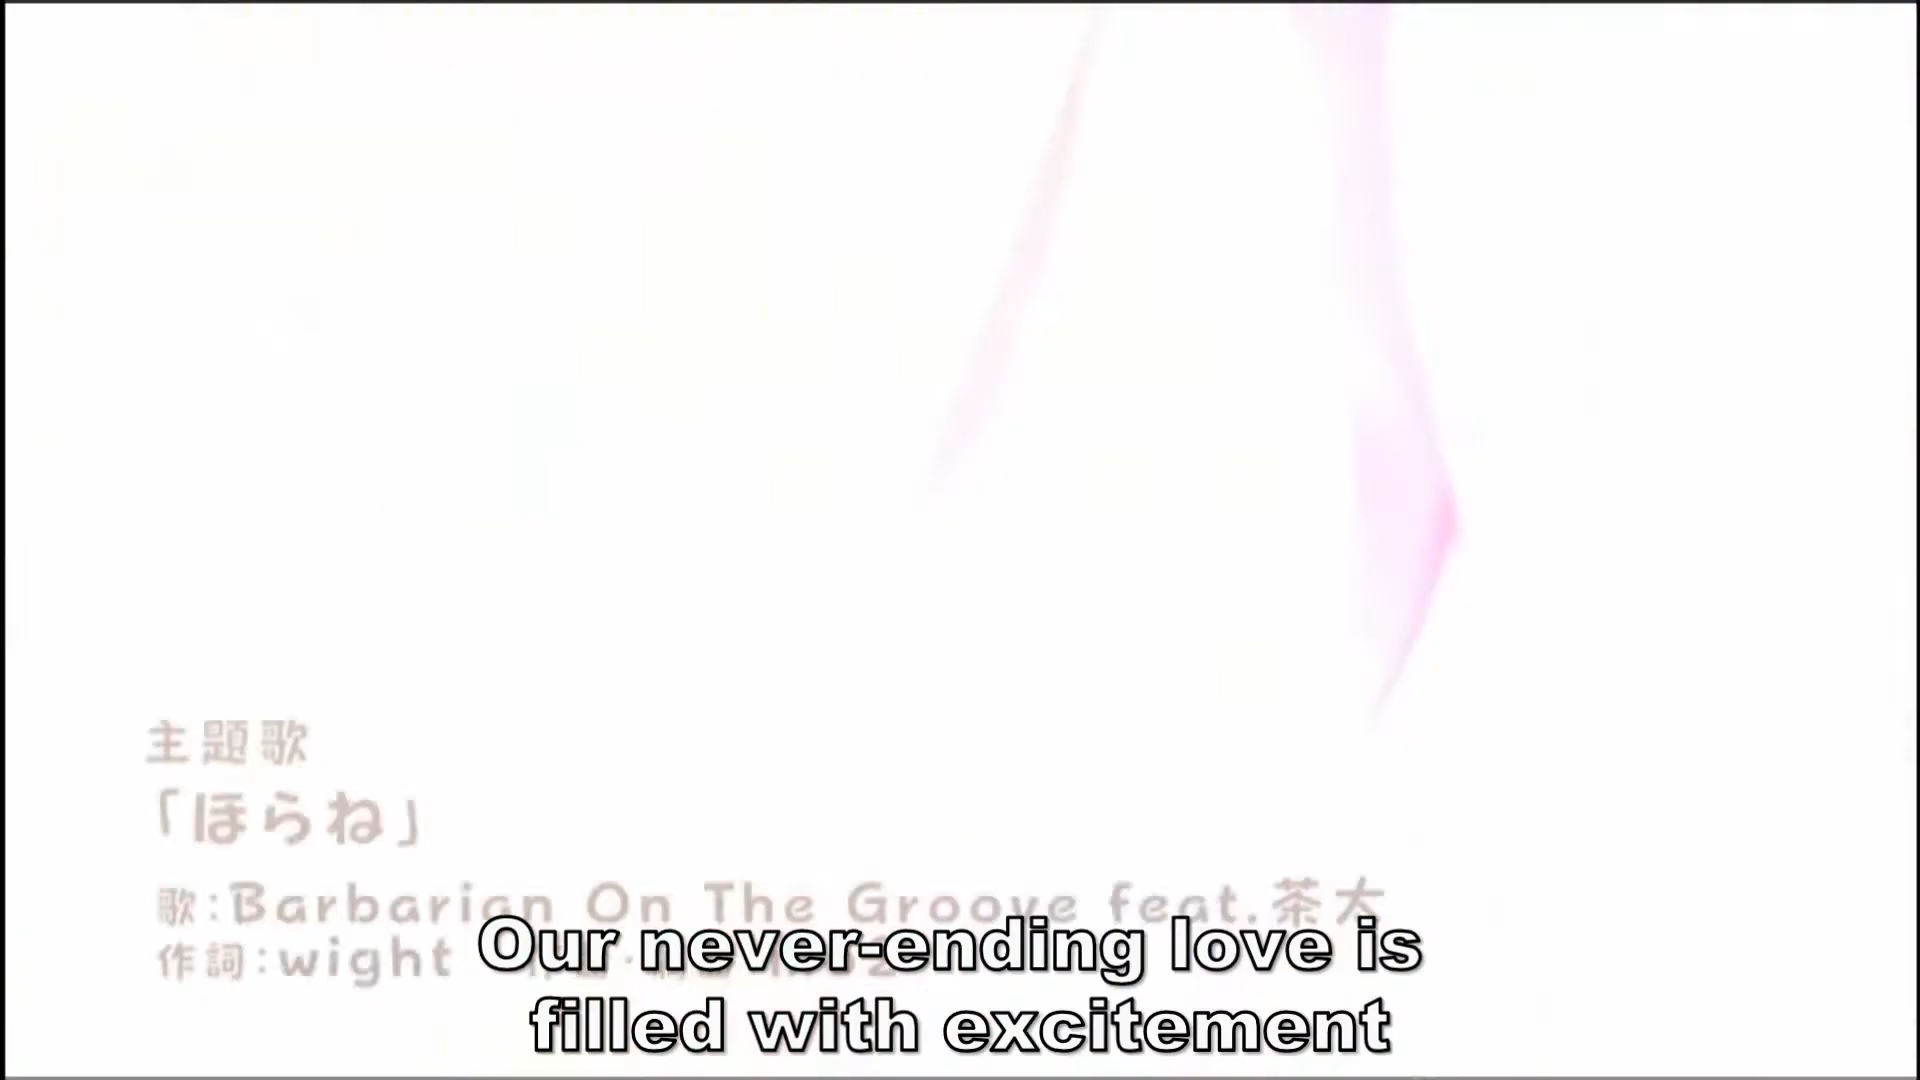 主題歌
「ほらね」
歌:Barbarian On The Groove feat.茶太
作詞:wight
Our never-ending love is
filled with excitement